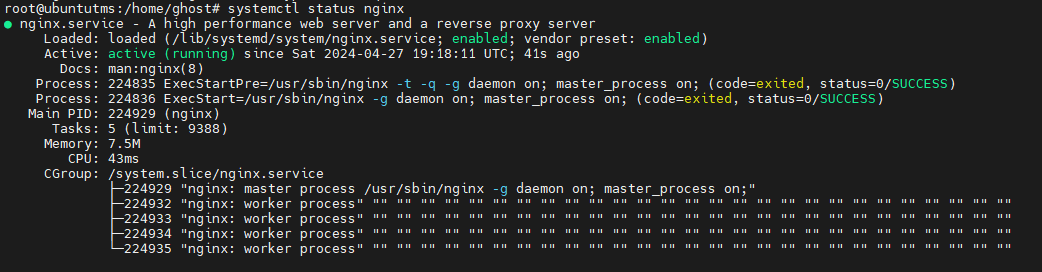 root@ubuntutms:/home/ghost# systemctl status nginx
● nginx.service - A high performance web server and a reverse proxy server
Loaded: loaded (/lib/systemd/system/nginx.service; enabled; vendor preset: enabled)
Active: active (running) since Sat 2024-04-27 19:18:11 UTC; 41s ago
Docs: man:nginx(8)
Process: 224835 ExecStartPre=/usr/sbin/nginx -t -q -g daemon on; master_process on; (code=exited, status=0/SUCCESS)
Process: 224836 ExecStart=/usr/sbin/nginx -g daemon on; master_process on; (code=exited, status=0/SUCCESS)
Main PID: 224929 (nginx)
Tasks: 5 (limit: 9388)
Memory: 7.5M
CPU: 43ms
CGroup: /system.slice/nginx.service
├─224929 "nginx: master process /usr/sbin/nginx -g daemon on; master_process on;"
├─224932 "nginx: worker process" "" "" "" "" "" "" "" "" "" "" "" "" "" "" "" "" "" "" "" "" "" "" "" "" "" "" ""
├─224933 "nginx: worker process" "" "" "" "" "" "" "" "" "" "" "" "" "" "" "" "" "" "" "" "" "" "" "" "" "" "" ""
├─224934 "nginx: worker process" "" "" "" "" "" "" "" "" "" "" "" "" "" "" "" "" "" "" "" "" "" "" "" "" "" "" ""
└─224935 "nginx: worker process" "" "" "" "" "" "" "" "" "" "" "" "" "" "" "" "" "" "" "" "" "" "" "" "" "" "" ""